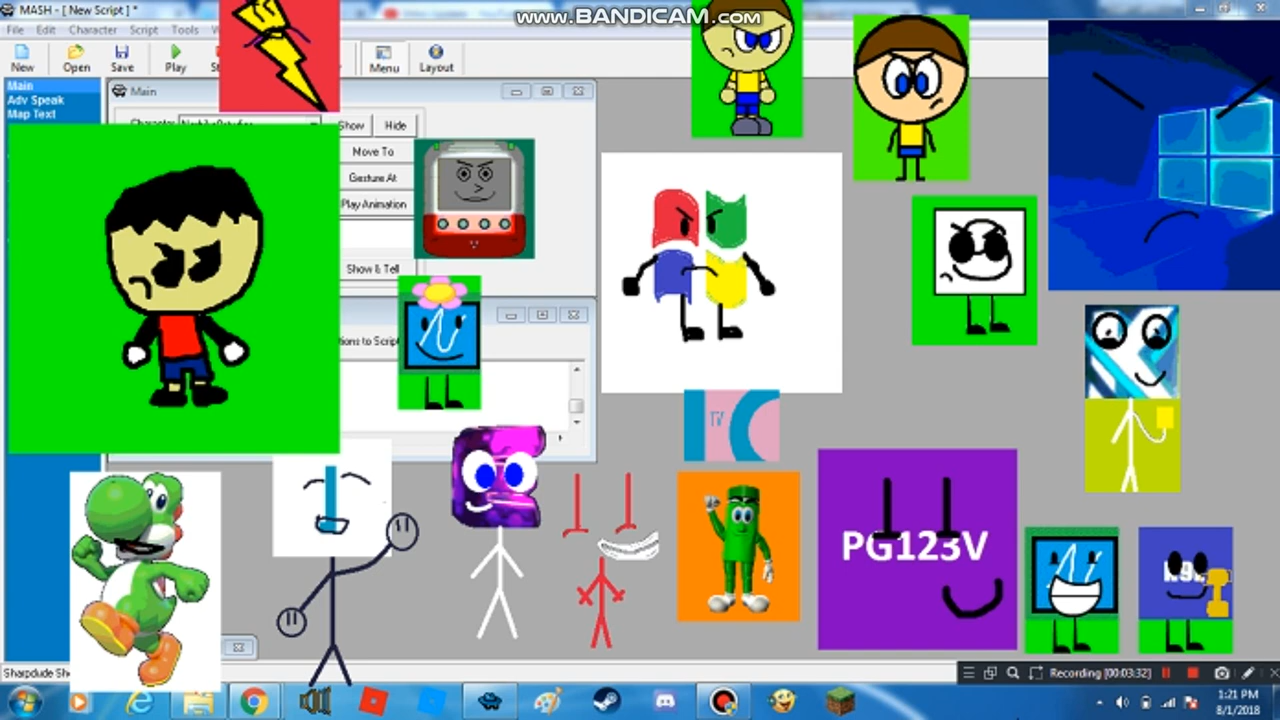 MASH - [ New Script ] *
www.BANDICAM.com
File Edit Character Script Tools
New Open Save Play Menu Layout
Main
Adv Speak
Map Text
Main
Show Hide
Move To
Gesture At
Play Animation
Show & Tell
TV
PG123V
Sharpdude
Recording [00:03:32]
1:21 PM
8/1/2018